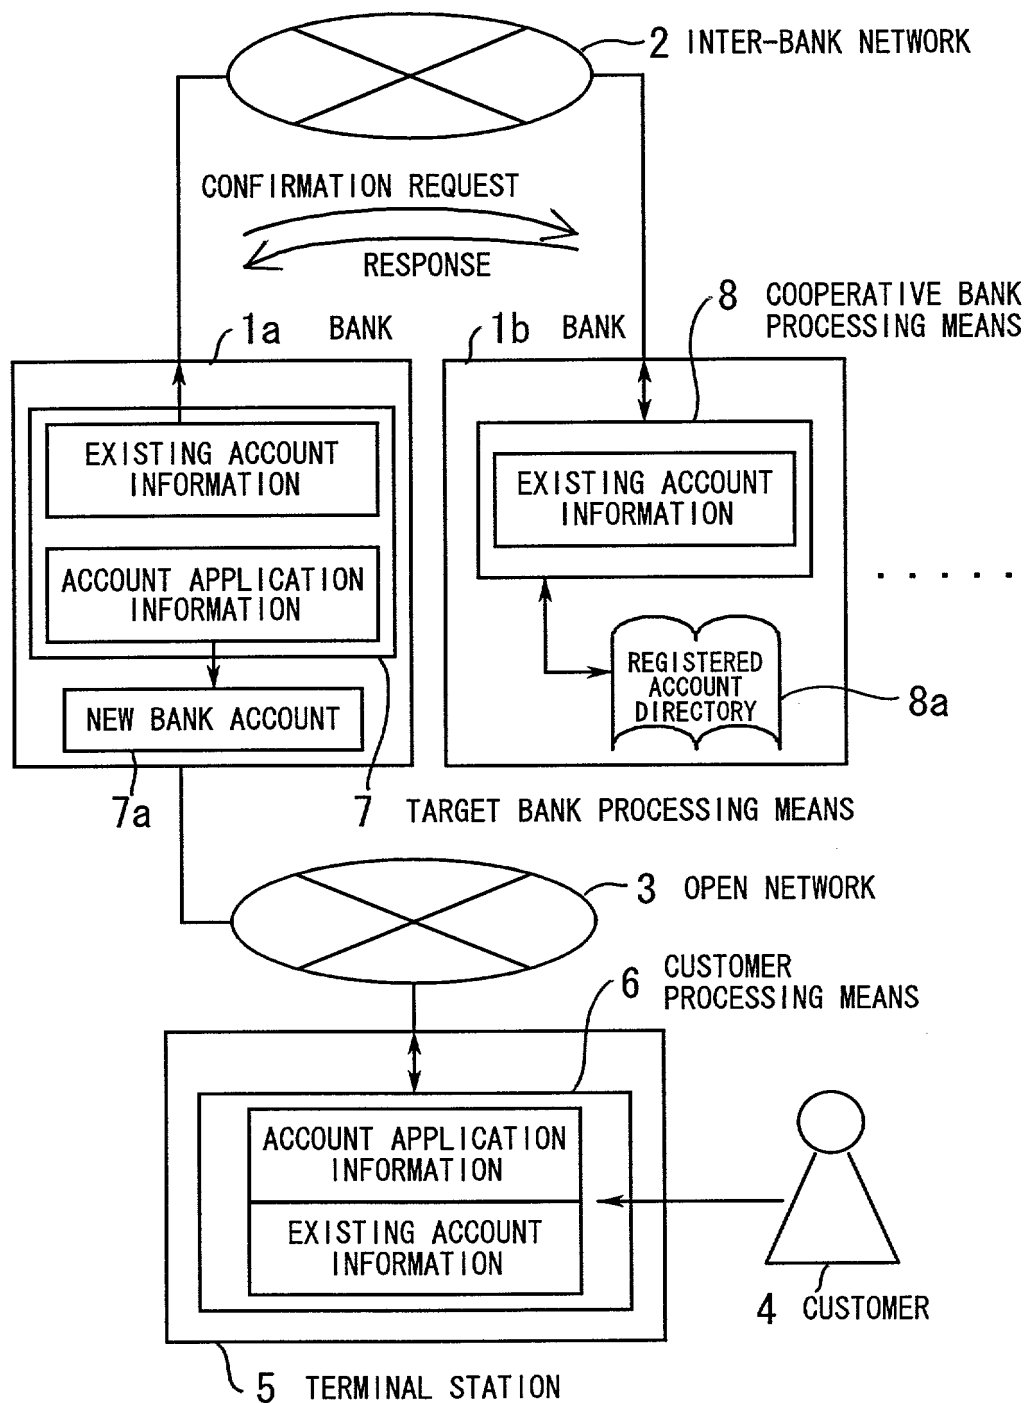 2 INTER-BANK NETWORK
CONFIRMATION REQUEST
RESPONSE
1a BANK
1b BANK
8 COOPERATIVE BANK
PROCESSING MEANS
EXISTING ACCOUNT
INFORMATION
ACCOUNT APPLICATION
INFORMATION
NEW BANK ACCOUNT
7a
7 TARGET BANK PROCESSING MEANS
EXISTING ACCOUNT
INFORMATION
REGISTERED
ACCOUNT
DIRECTORY
8a
.....
3 OPEN NETWORK
6 CUSTOMER
PROCESSING MEANS
ACCOUNT APPLICATION
INFORMATION
EXISTING ACCOUNT
INFORMATION
4 CUSTOMER
5 TERMINAL STATION